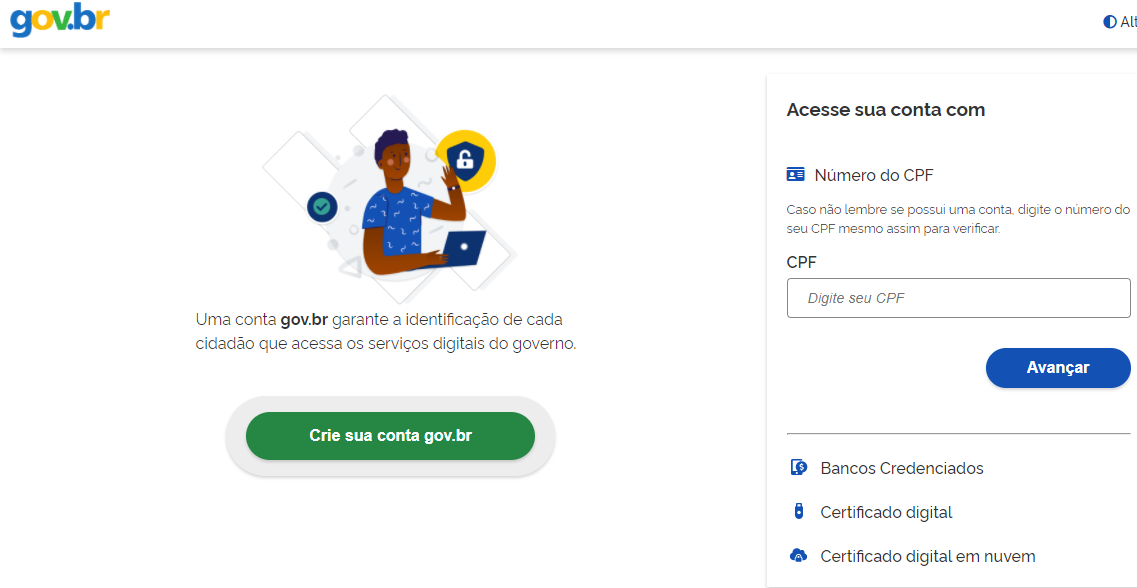 gov.br
Uma conta gov.br garante a identificação de cada
cidadão que acessa os serviços digitais do governo.
Crie sua conta gov.br
Acesse sua conta com
Número do CPF
Caso não lembre se possui uma conta, digite o número do
seu CPF mesmo assim para verificar.
CPF
Digite seu CPF
Avançar
Bancos Credenciados
Certificado digital
Certificado digital em nuvem